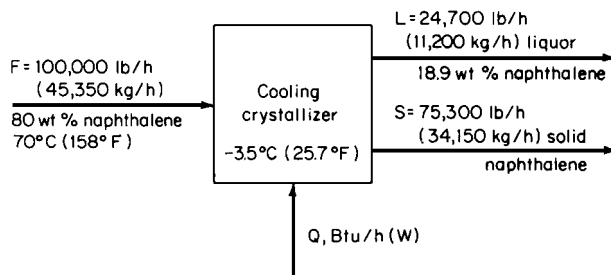 F=100,000 lb/h
(45,350 kg/h)
80 wt % naphthalene
70°C (158°F)
Cooling
crystallizer
-3.5°C (25.7°F)
L=24,700 lb/h
(11,200 kg/h) liquor
18.9 wt % naphthalene
S=75,300 lb/h
(34,150 kg/h) solid
naphthalene
Q, Btu/h (W)